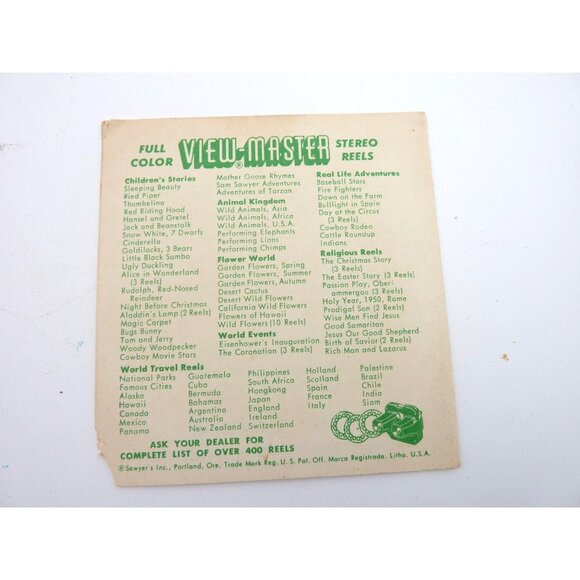 FULL COLOR VIEW-MASTER® STEREO REELS
Children's Stories
Sleeping Beauty
Ried Piper
Thumbelina
Red Riding Hood
Hansel and Gretel
Jack and Beanstalk
Snow White, 7 Dwarfs
Cinderella
Goldilocks, 3 Bears
Little Black Sambo
Ugly Duckling
Alice in Wonderland
(3 Reels)
Rudolph, Red-Nosed
Reindeer
Night Before Christmas
Aladdin's Lamp (2 Reels)
Magic Carpet
Bugs Bunny
Tom and Jerry
Woody Woodpecker
Cowboy Movie Stars
Mother Goose Rhymes
Sam Sawyer Adventures
Adventures of Tarzan
Animal Kingdom
Wild Animals, Asia
Wild Animals, Africa
Wild Animals, U.S.A.
Performing Elephants
Performing Lions
Performing Chimps
Flower World
Garden Flowers, Spring
Garden Flowers, Summer
Garden Flowers, Autumn
Desert Cactus
Desert Wild Flowers
California Wild Flowers
Flowers of Hawaii
Wild Flowers (10 Reels)
World Events
Eisenhower's Inauguration
The Coronation (3 Reels)
Real Life Adventures
Baseball Stars
Fire Fighters
Down on the Farm
Bullfight in Spain
Day at the Circus
(3 Reels)
Cowboy Rodeo
Cattle Roundup
Indians
Religious Reels
The Christmas Story
(3 Reels)
The Easter Story (3 Reels)
Passion Play, Ober-
ammergau (3 Reels)
Holy Year, 1950, Rome
Prodigal Son (2 Reels)
Wise Men Find Jesus
Good Samaritan
Jesus Our Good Shepherd
Birth of Savior (2 Reels)
Rich Man and Lazarus
World Travel Reels
National Parks
Famous Cities
Alaska
Hawaii
Canada
Mexico
Panama
Guatemala
Cuba
Bermuda
Bahamas
Argentina
Australia
New Zealand
Philippines
South Africa
Hongkong
Japan
England
Ireland
Switzerland
Holland
Scotland
Spain
France
Italy
Palestine
Brazil
Chile
India
Siam
ASK YOUR DEALER FOR
COMPLETE LIST OF OVER 400 REELS
®Sawyer's Inc., Portland, Ore. Trade Mark Reg. U. S. Pat. Off. Marca Registrada, Litho. U.S.A.